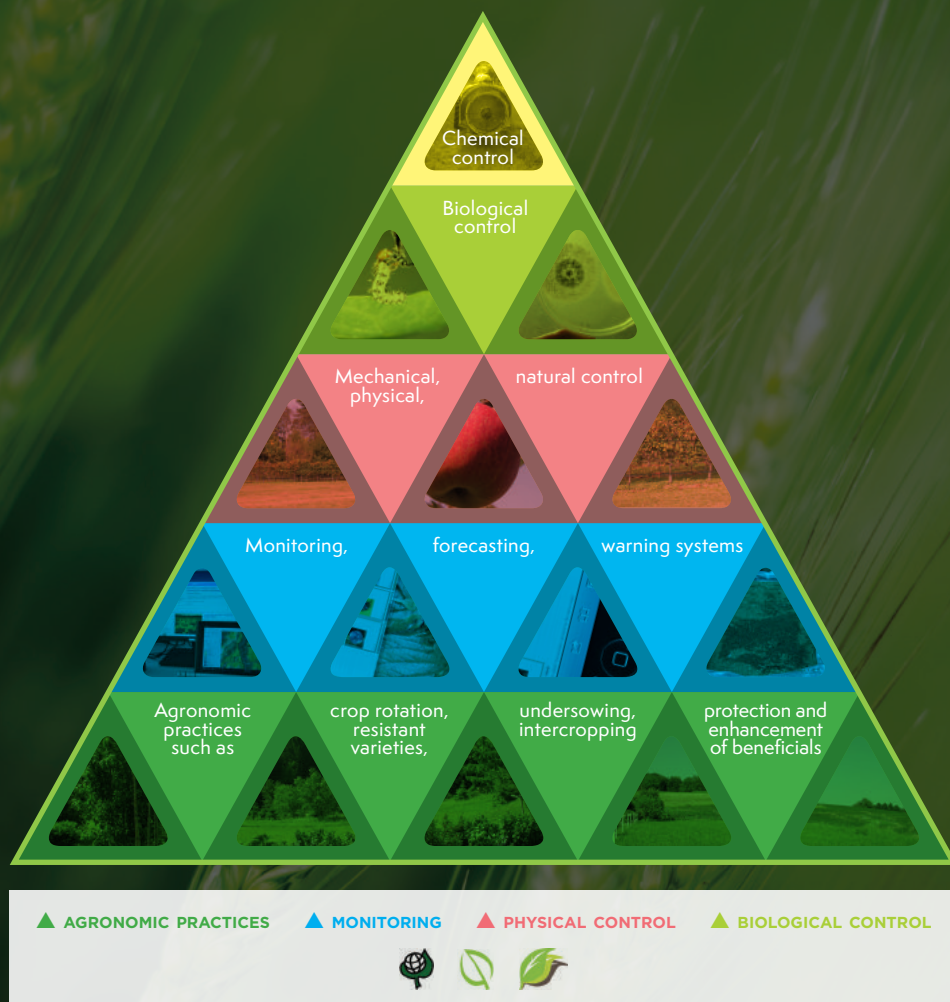 Chemical
control
Biological
control
Mechanical,
physical,
natural control
Monitoring,
forecasting,
warning systems
Agronomic
practices
such as
crop rotation,
resistant
varieties,
undersowing,
intercropping
protection and
enhancement
of beneficials
AGRONOMIC PRACTICES
MONITORING
PHYSICAL CONTROL
BIOLOGICAL CONTROL